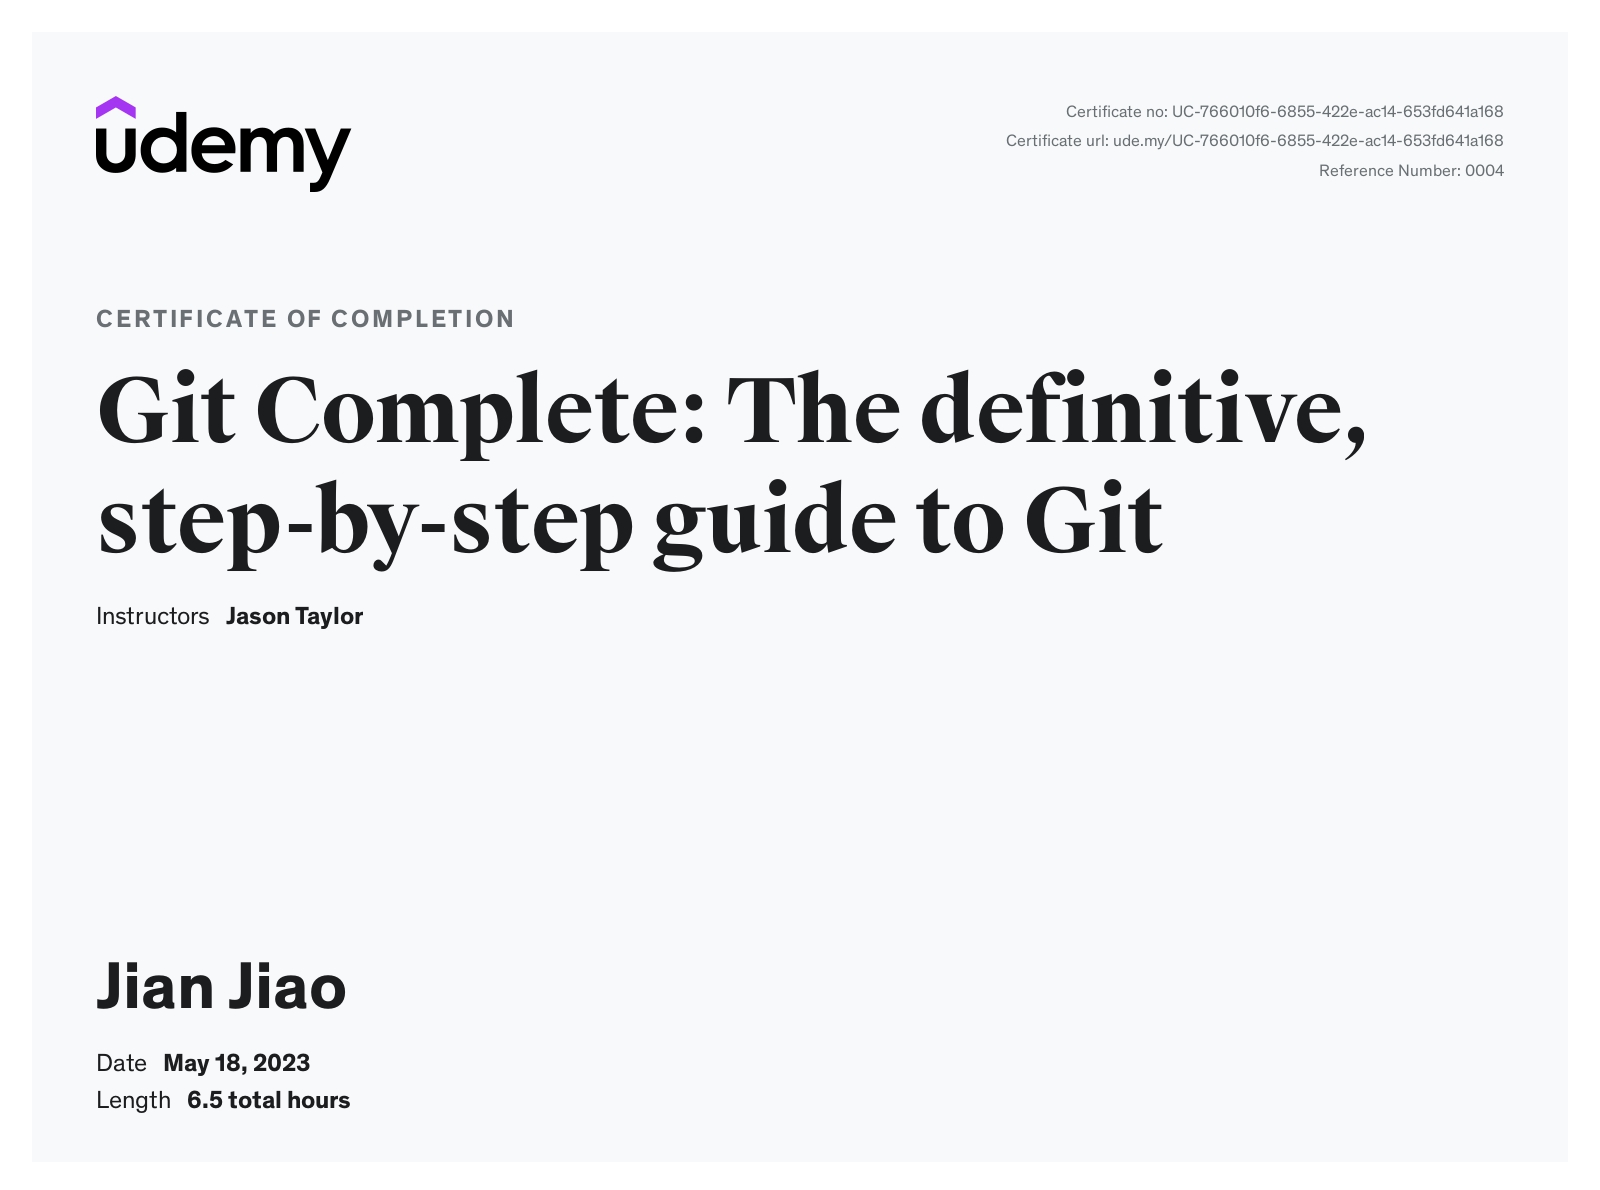 udemy
Certificate no: UC-766010f6-6855-422e-ac14-653fd641a168
Certificate url: ude.my/UC-766010f6-6855-422e-ac14-653fd641a168
Reference Number: 0004
CERTIFICATE OF COMPLETION
Git Complete: The definitive,
step-by-step guide to Git
Instructors Jason Taylor
Jian Jiao
Date May 18, 2023
Length 6.5 total hours